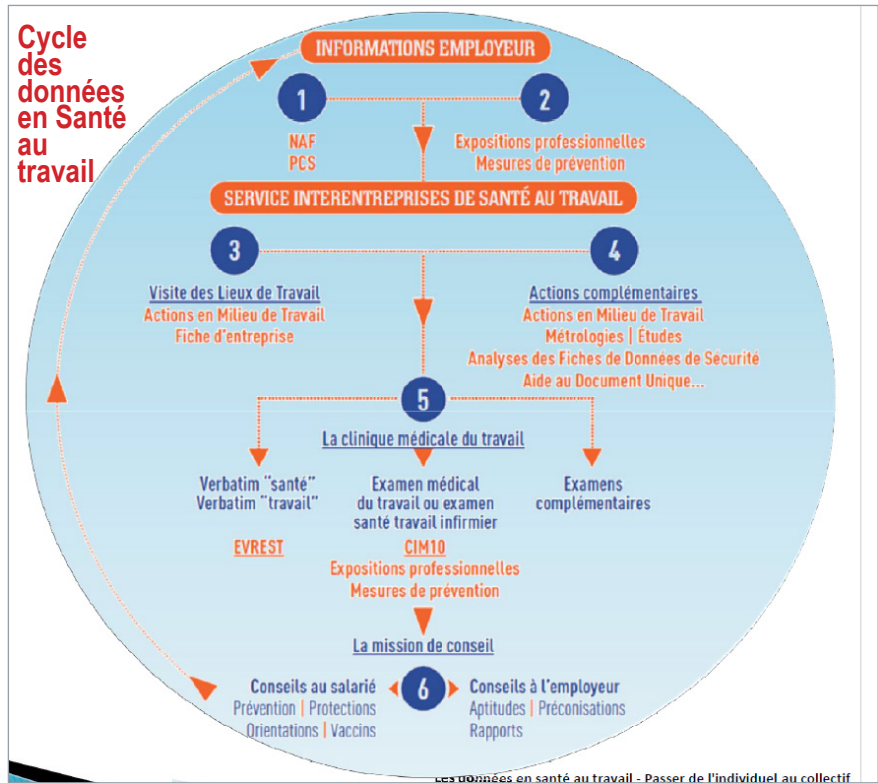 Cycle
des
données
en Santé
au
travail
INFORMATIONS EMPLOYEUR
1
2
NAF
PCS
Expositions professionnelles
Mesures de prévention
SERVICE INTERENTREPRISES DE SANTÉ AU TRAVAIL
3
4
Visite des Lieux de Travail
Actions en Milieu de Travail
Fiche d'entreprise
Actions complémentaires
Actions en Milieu de Travail
Métrologies | Études
Analyses des Fiches de Données de Sécurité
Aide au Document Unique...
5
La clinique médicale du travail
Verbatim "santé"
Verbatim "travail"
EVREST
Examen médical
du travail ou examen
santé travail infirmier
CIM10
Expositions professionnelles
Mesures de prévention
Examens
complémentaires
La mission de conseil
6
Conseils au salarié
Prévention | Protections
Orientations | Vaccins
Conseils à l'employeur
Aptitudes | Préconisations
Rapports
Les données en santé au travail - Passer de l'individuel au collectif